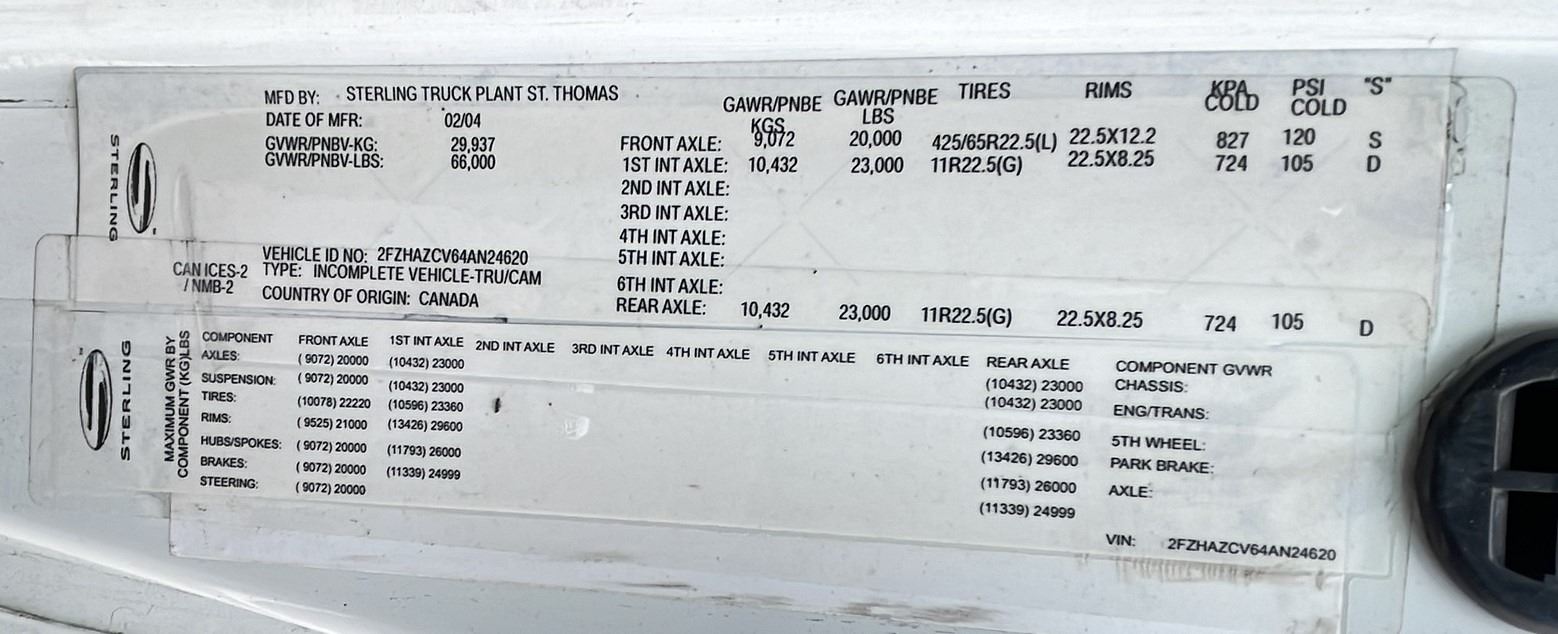 MFD BY: STERLING TRUCK PLANT ST. THOMAS
DATE OF MFR: 02/04
GVWR/PNBV-KG: 29,937
GVWR/PNBV-LBS: 66,000
GAWR/PNBE KGS GAWR/PNBE LBS TIRES RIMS KPA COLD PSI COLD "S"
FRONT AXLE: 9,072 20,000 425/65R22.5(L) 22.5X12.2 827 120 S
1ST INT AXLE: 10,432 23,000 11R22.5(G) 22.5X8.25 724 105 D
2ND INT AXLE:
3RD INT AXLE:
4TH INT AXLE:
5TH INT AXLE:
6TH INT AXLE:
REAR AXLE: 10,432 23,000 11R22.5(G) 22.5X8.25 724 105 D
STERLING
VEHICLE ID NO: 2FZHAZCV64AN24620
TYPE: INCOMPLETE VEHICLE-TRU/CAM
COUNTRY OF ORIGIN: CANADA
CAN ICES-2
/ NMB-2
STERLING
MAXIMUM GWR BY
COMPONENT (KG)LBS
COMPONENT FRONT AXLE 1ST INT AXLE 2ND INT AXLE 3RD INT AXLE 4TH INT AXLE 5TH INT AXLE 6TH INT AXLE REAR AXLE
AXLES: ( 9072) 20000 (10432) 23000 (10432) 23000
SUSPENSION: ( 9072) 20000 (10432) 23000 (10432) 23000
TIRES: (10078) 22220 (10596) 23360 (10596) 23360
RIMS: (9525) 21000 (13426) 29600 (13426) 29600
HUBS/SPOKES: ( 9072) 20000 (11793) 26000 (11793) 26000
BRAKES: ( 9072) 20000 (11339) 24999 (11339) 24999
STEERING: ( 9072) 20000
COMPONENT GVWR
CHASSIS:
ENG/TRANS:
5TH WHEEL:
PARK BRAKE:
AXLE:
VIN: 2FZHAZCV64AN24620